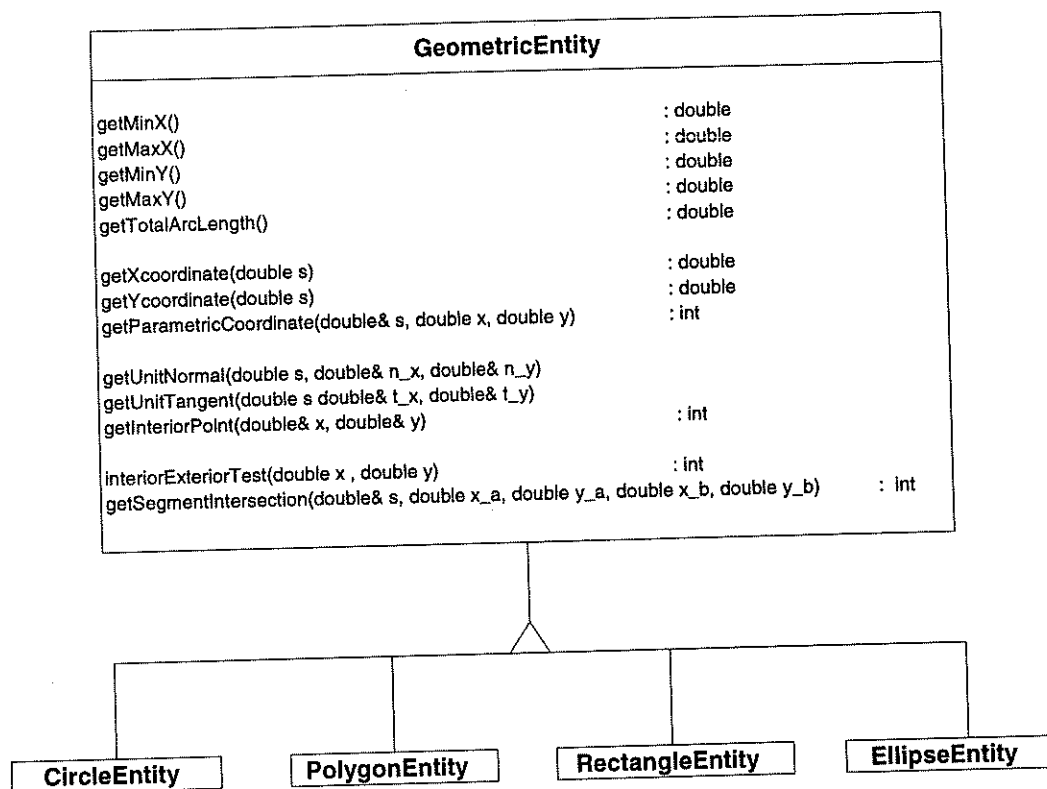 GeometricEntity
getMinX() : double
getMaxX() : double
getMinY() : double
getMaxY() : double
getTotalArcLength() : double
getXcoordinate(double s) : double
getYcoordinate(double s) : double
getParametricCoordinate(double& s, double x, double y) : int
getUnitNormal(double s, double& n_x, double& n_y)
getUnitTangent(double s double& t_x, double& t_y)
getInteriorPoint(double& x, double& y) : int
interiorExteriorTest(double x , double y) : int
getSegmentIntersection(double& s, double x_a, double y_a, double x_b, double y_b) : int
CircleEntity PolygonEntity RectangleEntity EllipseEntity